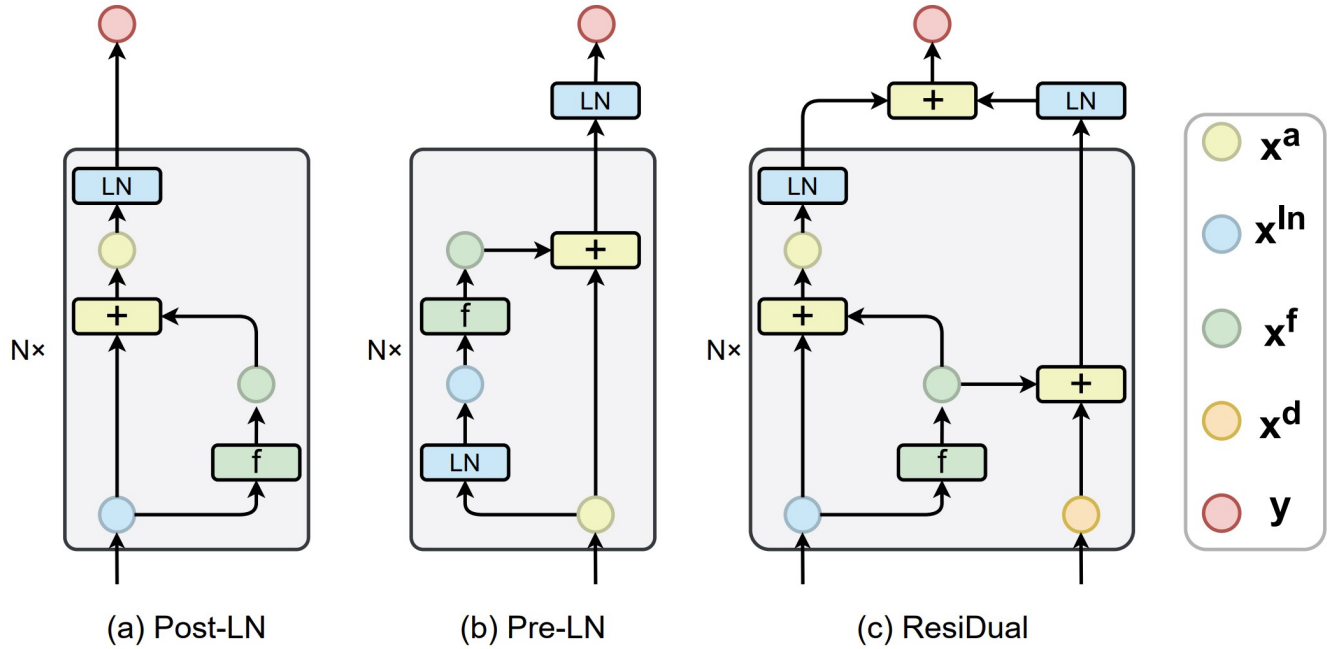 LN
+
f
N×
(a) Post-LN
LN
+
f
LN
N×
(b) Pre-LN
+
LN
LN
+
+
f
N×
(c) ResiDual
x^a
x^ln
x^f
x^d
y